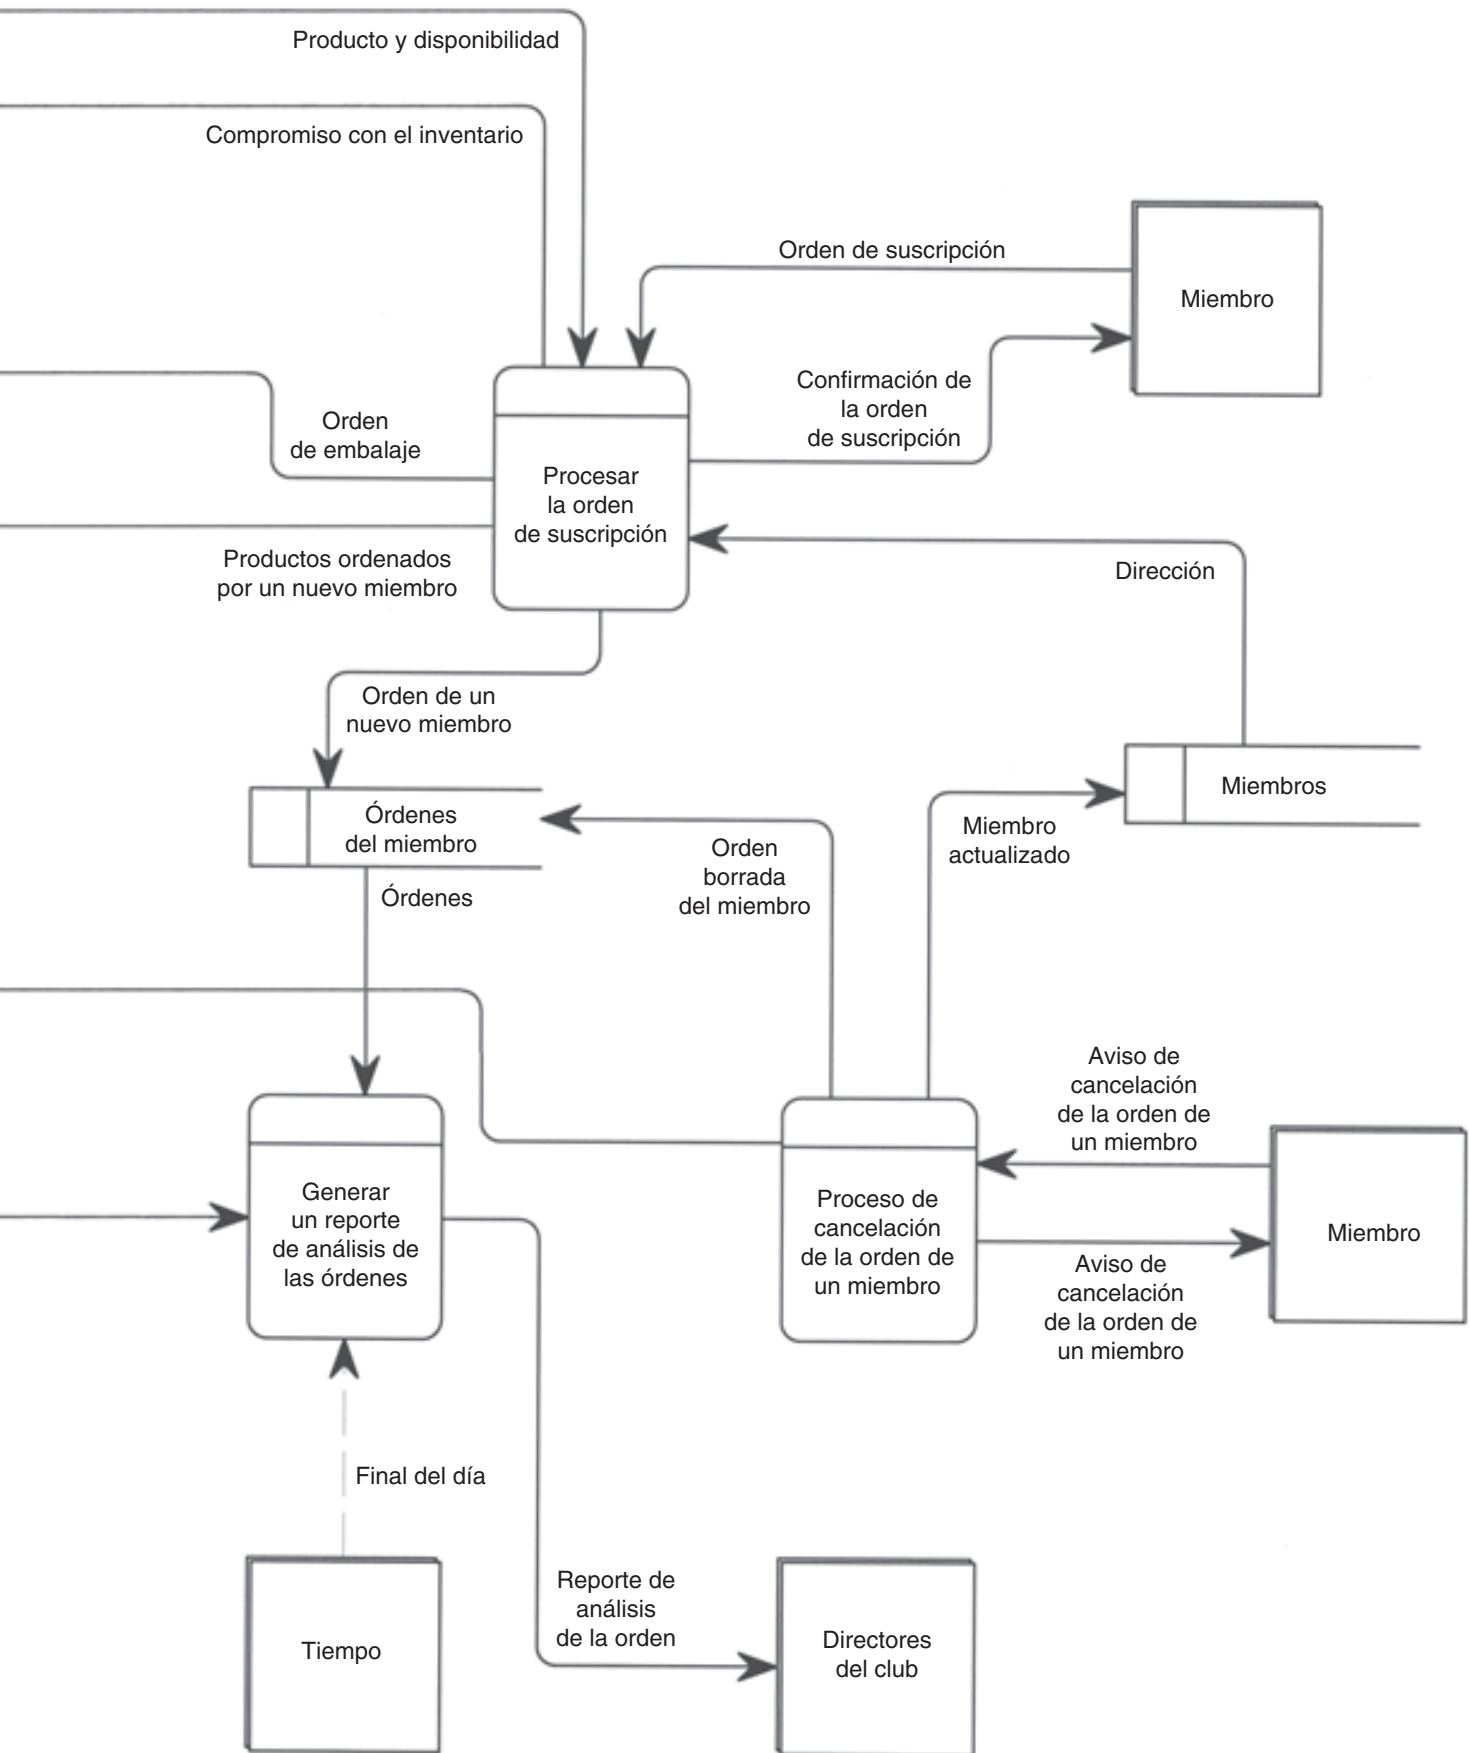 Producto y disponibilidad
Compromiso con el inventario
Orden de suscripción
Miembro
Confirmación de
la orden
de suscripción
Orden
de embalaje
Procesar
la orden
de suscripción
Productos ordenados
por un nuevo miembro
Dirección
Orden de un
nuevo miembro
Miembros
Órdenes
del miembro
Miembro
actualizado
Orden
borrada
del miembro
Órdenes
Aviso de
cancelación
de la orden de
un miembro
Generar
un reporte
de análisis de
las órdenes
Proceso de
cancelación
de la orden de
un miembro
Miembro
Aviso de
cancelación
de la orden de
un miembro
Final del día
Reporte de
análisis
de la orden
Tiempo
Directores
del club